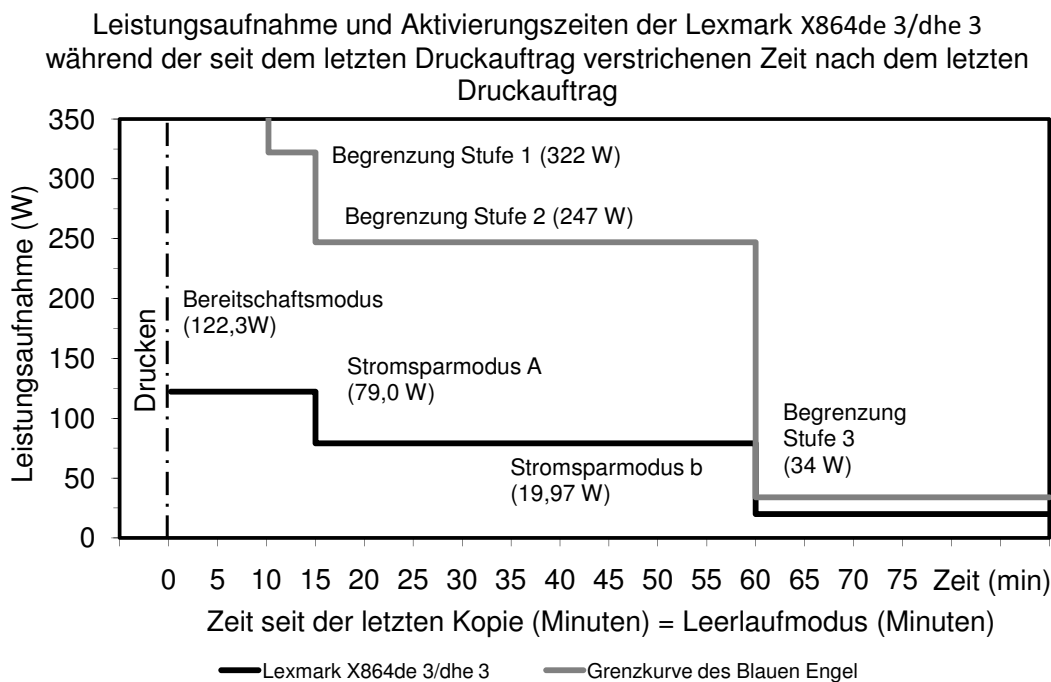 Leistungsaufnahme und Aktivierungszeiten der Lexmark X864de 3/dhe 3
während der seit dem letzten Druckauftrag verstrichenen Zeit nach dem letzten
Druckauftrag
Leistungsaufnahme (W)
350
300
250
200
150
100
50
0
Drucken
Begrenzung Stufe 1 (322 W)
Begrenzung Stufe 2 (247 W)
Bereitschaftsmodus
(122,3W)
Stromsparmodus A
(79,0 W)
Begrenzung
Stufe 3
(34 W)
Stromsparmodus b
(19,97 W)
0 5 10 15 20 25 30 35 40 45 50 55 60 65 70 75 Zeit (min)
Zeit seit der letzten Kopie (Minuten) = Leerlaufmodus (Minuten)
Lexmark X864de 3/dhe 3 Grenzkurve des Blauen Engel